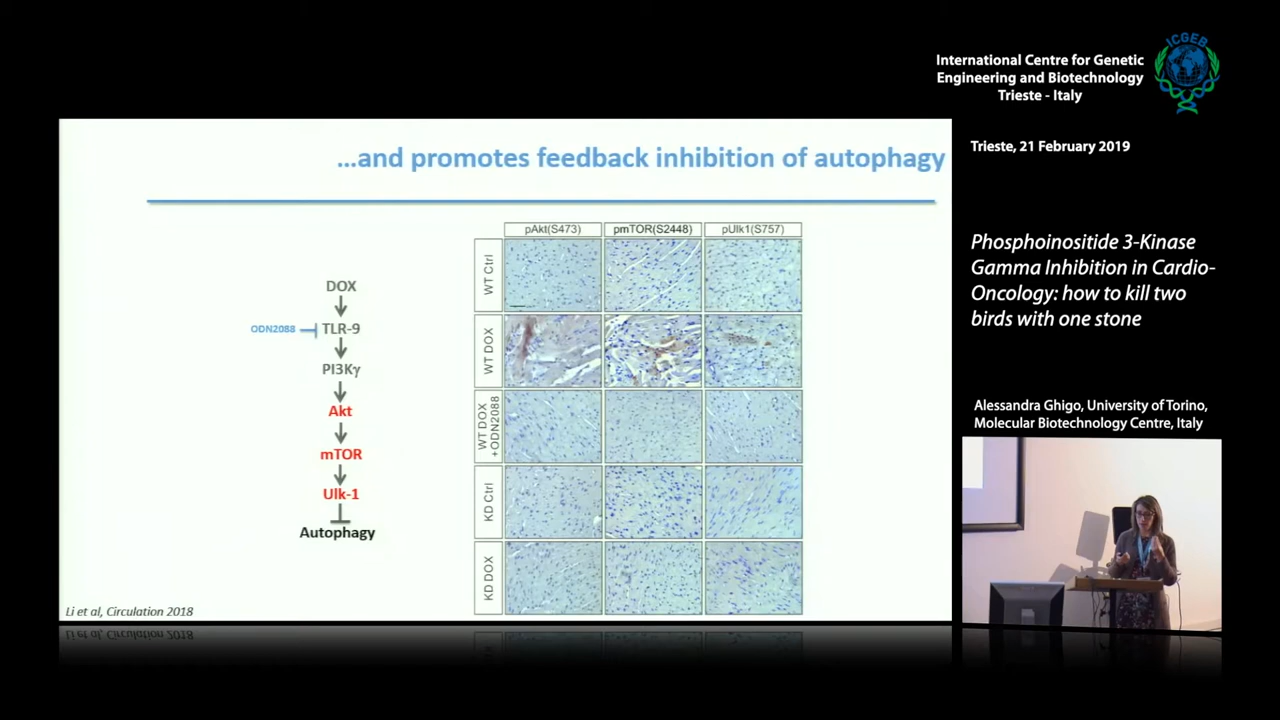 ICGEB
International Centre for Genetic
Engineering and Biotechnology
Trieste - Italy
Trieste, 21 February 2019
...and promotes feedback inhibition of autophagy
pAkt(S473) pmTOR(S2448) pUlk1(S757)
WT Ctrl
WT DOX
WT DOX
+ODN2088
KD Ctrl
KD DOX
DOX
ODN2088 TLR-9
PI3Kγ
Akt
mTOR
Ulk-1
Autophagy
Li et al, Circulation 2018
Phosphoinositide 3-Kinase
Gamma Inhibition in Cardio-
Oncology: how to kill two
birds with one stone
Alessandra Ghigo, University of Torino,
Molecular Biotechnology Centre, Italy